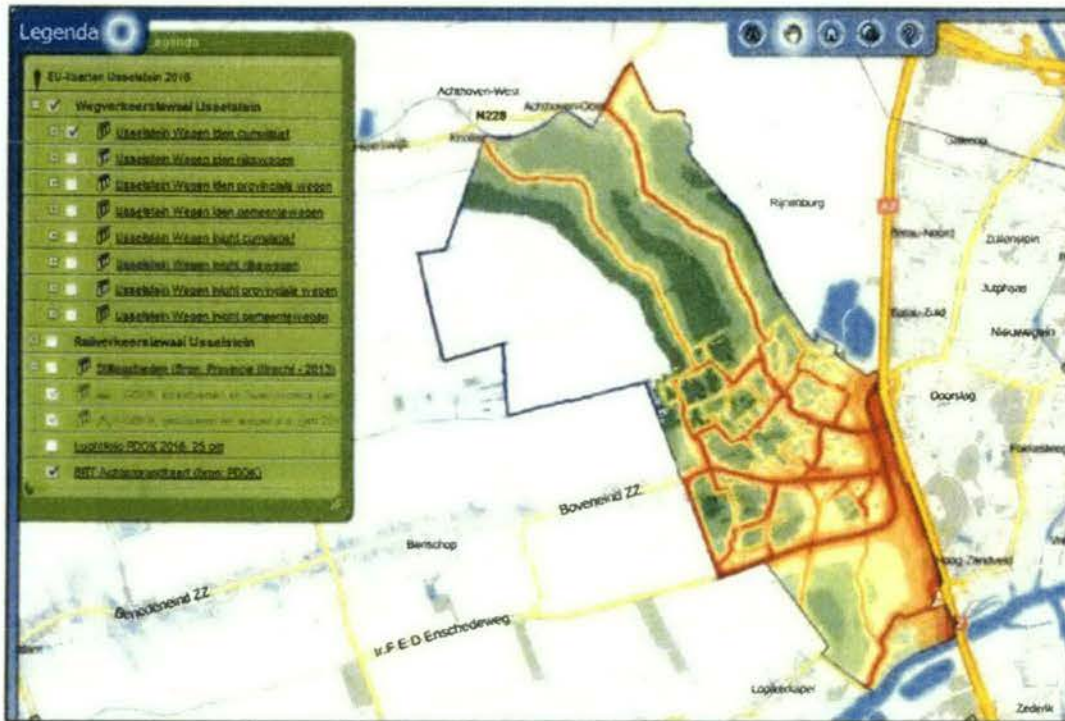 Legenda
Legenda
EU-kaarten IJsselstein 2016
Wegverkeerslawaai IJsselstein
IJsselstein Wegen lden cumulatief
IJsselstein Wegen lden rijkswegen
IJsselstein Wegen lden provinciale wegen
IJsselstein Wegen lden gemeentewegen
IJsselstein Wegen lnight cumulatief
IJsselstein Wegen lnight rijkswegen
IJsselstein Wegen lnight provinciale wegen
IJsselstein Wegen lnight gemeentewegen
Railverkeerslawaai IJsselstein
Stiltegebieden (Bron: Provincie Utrecht - 2013)
Luchtfoto PDOK 2016, 25 cm
BRT Achtergrondkaart (bron: PDOK)
Achthoven-West
N228
Achthoven-Oost
Rijnenburg
Galecop
A2
Batau-Noord
Zuilenstein
Jutphaas
Batau-Zuid
Nieuwegein
Doorslag
Fokkesteeg
Boveneind ZZ
Benschop
Hoog-Zandveld
Benedeneind ZZ
Ir.F.E.D Enschedeweg
Lopikerkapel
Zederik